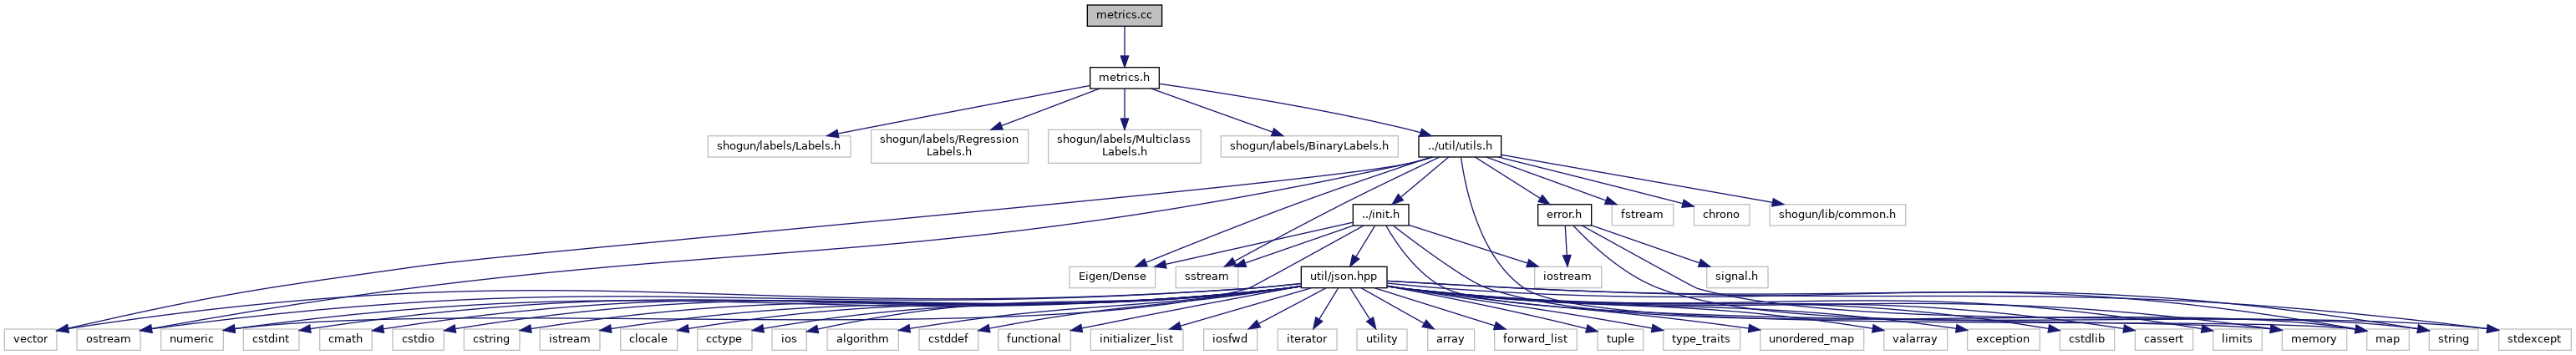 metrics.cc
metrics.h
shogun/labels/Labels.h
shogun/labels/Regression
Labels.h
shogun/labels/Multiclass
Labels.h
shogun/labels/BinaryLabels.h
../util/utils.h
../init.h
error.h
fstream
chrono
shogun/lib/common.h
Eigen/Dense
sstream
util/json.hpp
iostream
signal.h
vector
ostream
numeric
cstdint
cmath
cstdio
cstring
istream
clocale
cctype
ios
algorithm
cstddef
functional
initializer_list
iosfwd
iterator
utility
array
forward_list
tuple
type_traits
unordered_map
valarray
exception
cstdlib
cassert
limits
memory
map
string
stdexcept